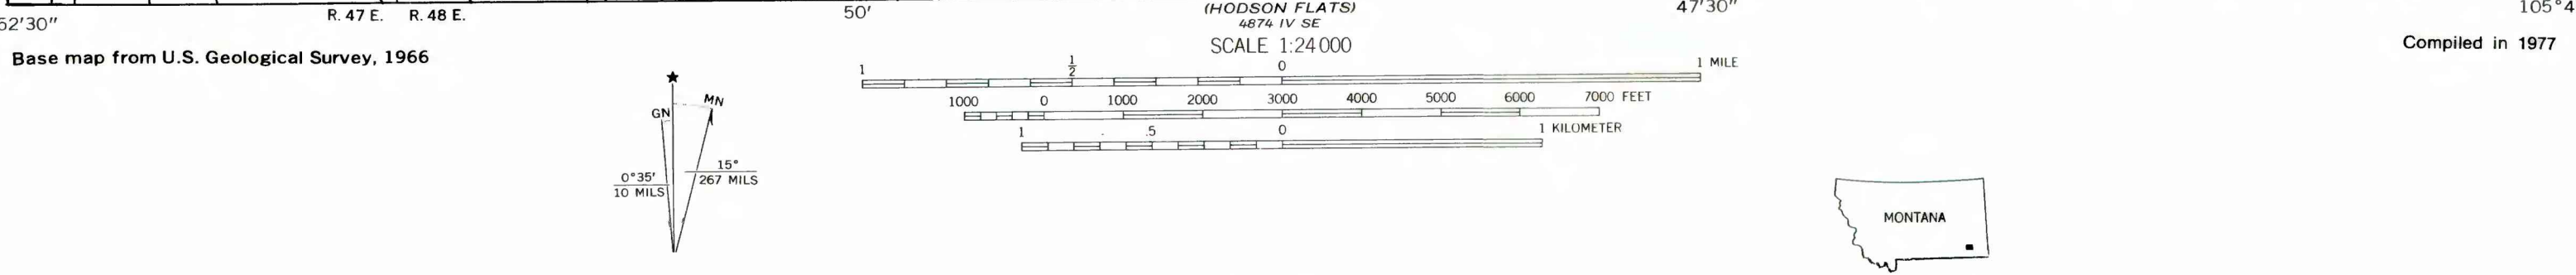 R. 47 E. R. 48 E.
52'30" 50' (HODSON FLATS) 47'30" 105°4
4874 IV SE
SCALE 1:24 000
Base map from U.S. Geological Survey, 1966
Compiled in 1977
1 1/2 0 1 MILE
1000 0 1000 2000 3000 4000 5000 6000 7000 FEET
1 .5 0 1 KILOMETER
GN MN
0°35' 15°
10 MILS 267 MILS
MONTANA